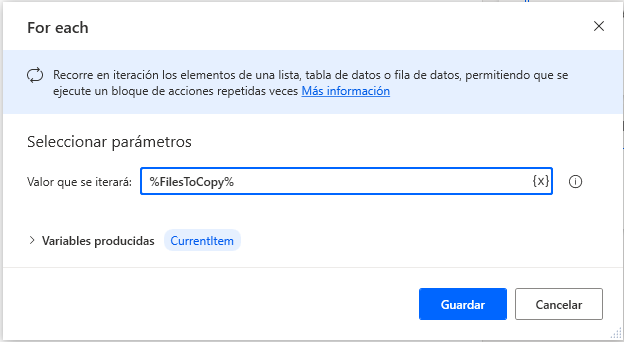 For each
Recorre en iteración los elementos de una lista, tabla de datos o fila de datos, permitiendo que se
ejecute un bloque de acciones repetidas veces Más información
Seleccionar parámetros
Valor que se iterará: %FilesToCopy% {x}
Variables producidas CurrentItem
Guardar Cancelar